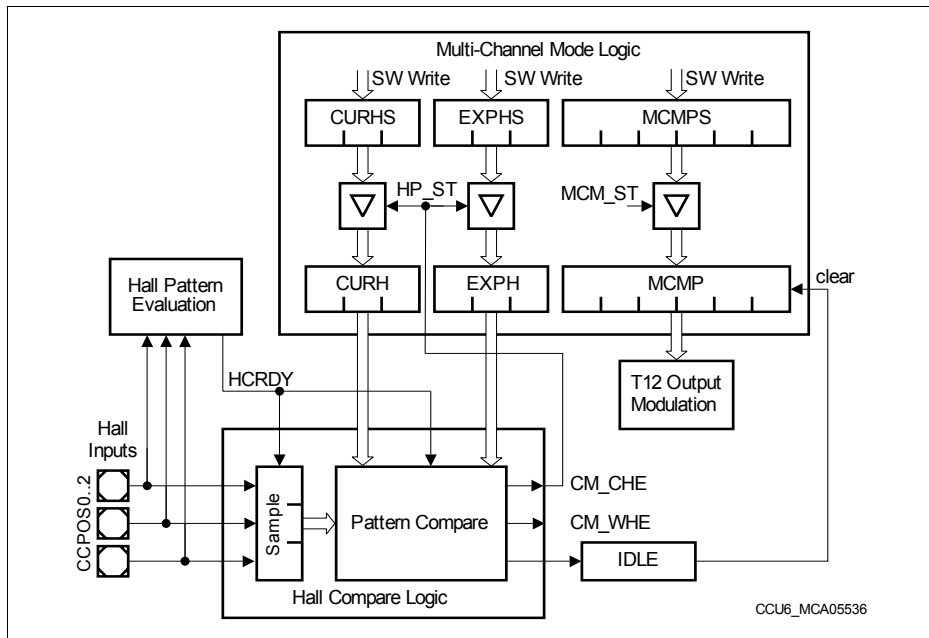 Multi-Channel Mode Logic
SW Write
SW Write
SW Write
CURHS
EXPHS
MCMPS
HP_ST
MCM_ST
CURH
EXPH
MCMP
clear
Hall Pattern
Evaluation
HCRDY
T12 Output
Modulation
Hall
Inputs
CCPOS0..2
Sample
Pattern Compare
CM_CHE
CM_WHE
IDLE
Hall Compare Logic
CCU6_MCA05536